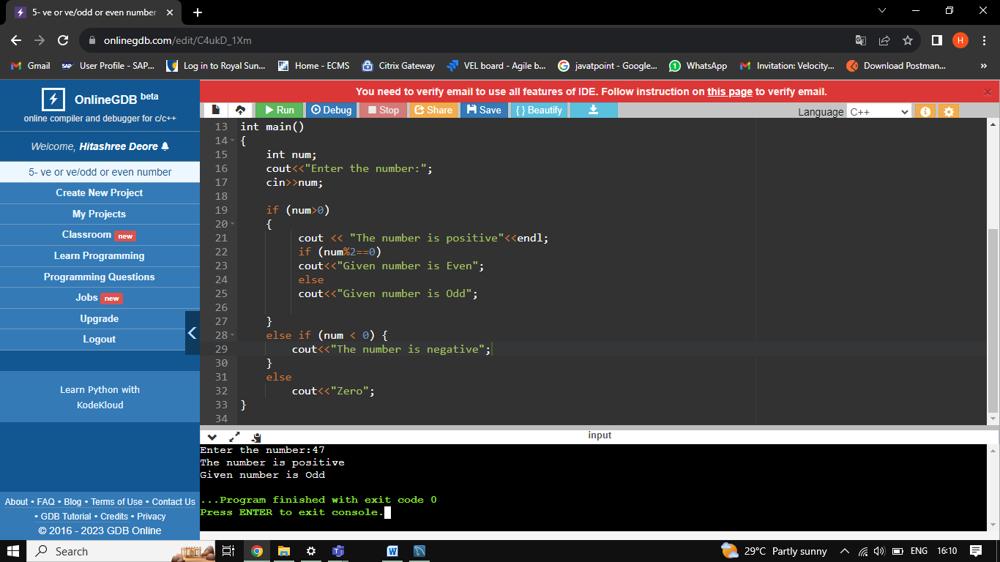 5- ve or ve/odd or even number
onlinegdb.com/edit/C4ukD_1Xm
H
Gmail
SAP User Profile - SAP...
Log in to Royal Sun...
Home - ECMS
Citrix Gateway
VEL board - Agile b...
javatpoint - Google...
1 WhatsApp
Invitation: Velocity...
Download Postman...
»
OnlineGDB beta
online compiler and debugger for c/c++
Welcome, Hitashree Deore
5- ve or ve/odd or even number
Create New Project
My Projects
Classroom new
Learn Programming
Programming Questions
Jobs new
Upgrade
Logout
Learn Python with
KodeKloud
About • FAQ • Blog • Terms of Use • Contact Us
• GDB Tutorial • Credits • Privacy
© 2016 - 2023 GDB Online
You need to verify email to use all features of IDE. Follow instruction on this page to verify email.
Run Debug Stop Share Save { } Beautify
Language C++
13 int main()
14 {
15     int num;
16     cout<<"Enter the number:";
17     cin>>num;
18
19     if (num>0)
20     {
21          cout << "The number is positive"<<endl;
22          if (num%2==0)
23          cout<<"Given number is Even";
24          else
25          cout<<"Given number is Odd";
26
27     }
28     else if (num < 0) {
29         cout<<"The number is negative";
30     }
31     else
32         cout<<"Zero";
33 }
34
input
Enter the number:47
The number is positive
Given number is Odd
...Program finished with exit code 0
Press ENTER to exit console.
Search
29°C Partly sunny
ENG
16:10